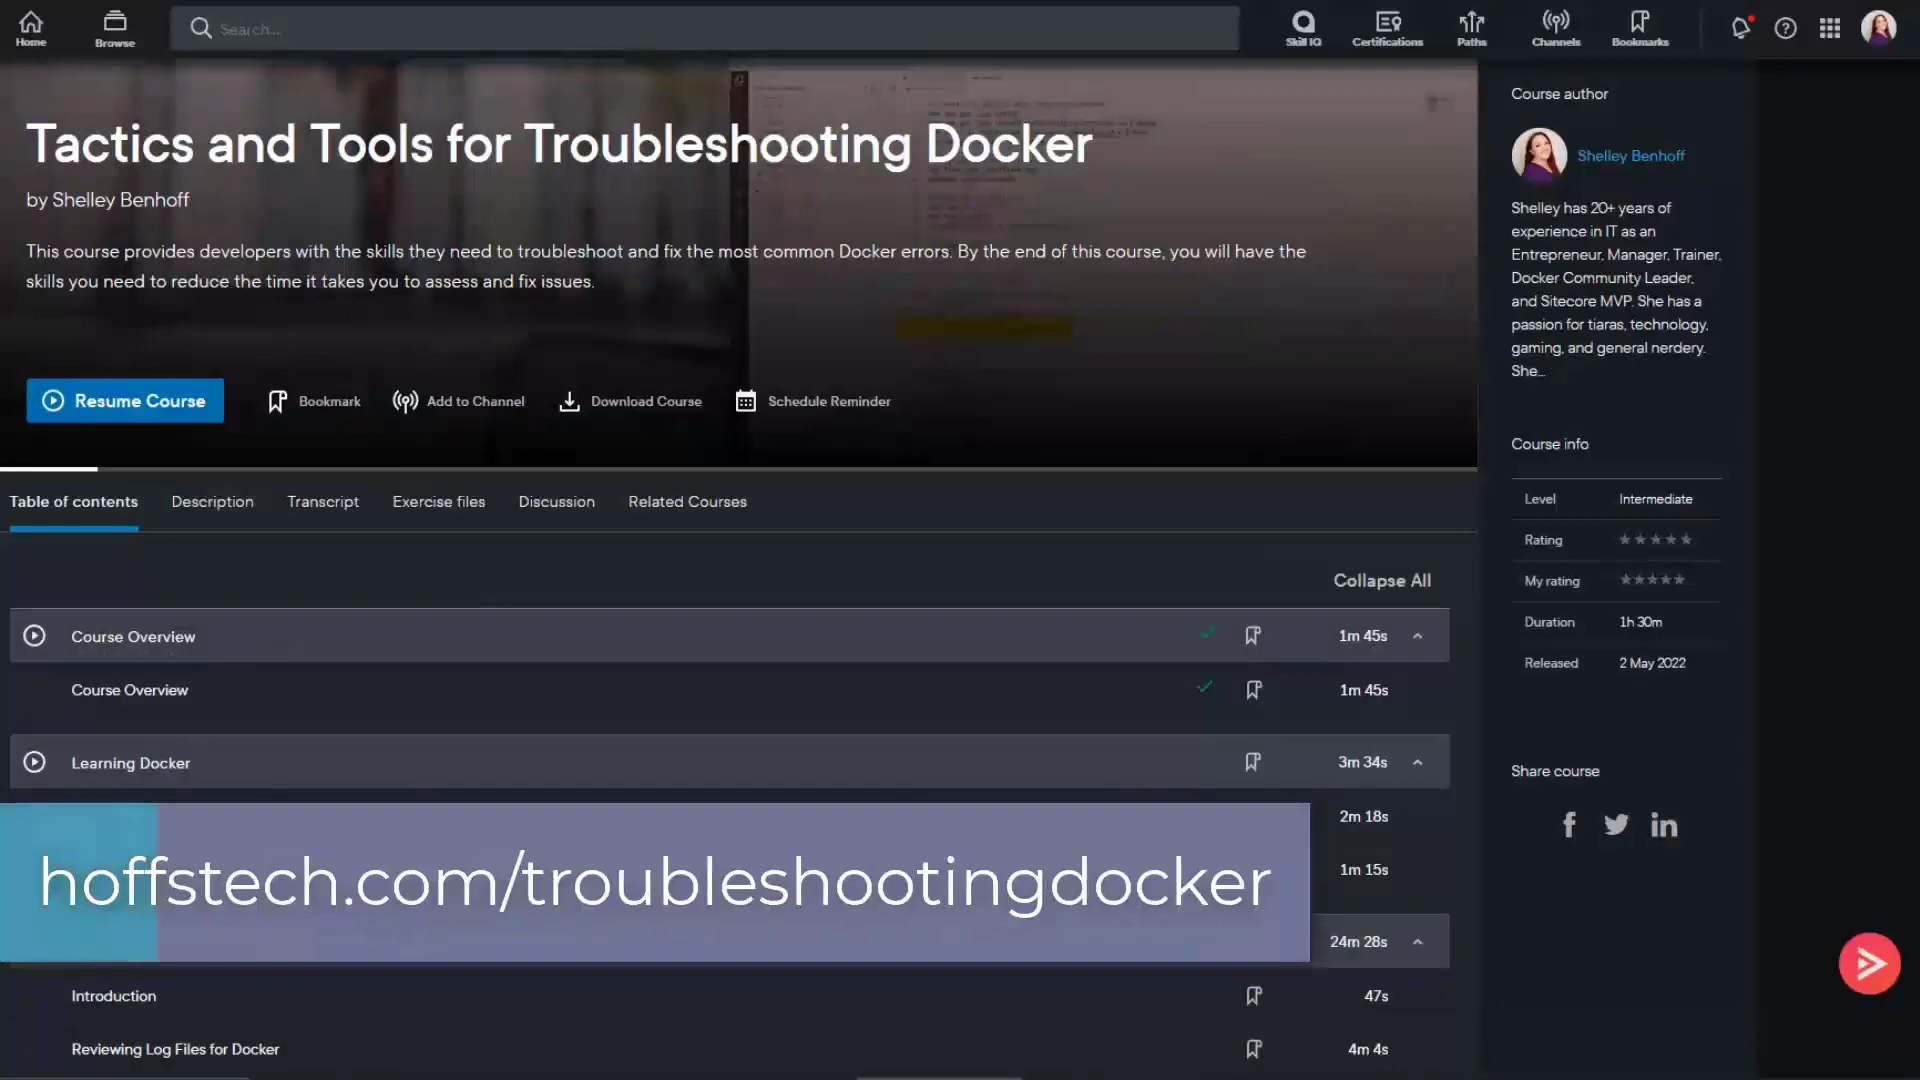 Home
Browse
Search...
Skill IQ
Certifications
Paths
Channels
Bookmarks
Tactics and Tools for Troubleshooting Docker
by Shelley Benhoff
This course provides developers with the skills they need to troubleshoot and fix the most common Docker errors. By the end of this course, you will have the
skills you need to reduce the time it takes you to assess and fix issues.
Resume Course
Bookmark
Add to Channel
Download Course
Schedule Reminder
Course author
Shelley Benhoff
Shelley has 20+ years of
experience in IT as an
Entrepreneur, Manager, Trainer,
Docker Community Leader,
and Sitecore MVP. She has a
passion for tiaras, technology,
gaming, and general nerdery.
She...
Course info
Level Intermediate
Rating
My rating
Duration 1h 30m
Released 2 May 2022
Share course
Table of contents
Description
Transcript
Exercise files
Discussion
Related Courses
Collapse All
Course Overview 1m 45s
Course Overview 1m 45s
Learning Docker 3m 34s
2m 18s
1m 15s
hoffstech.com/troubleshootingdocker
24m 28s
Introduction 47s
Reviewing Log Files for Docker 4m 4s